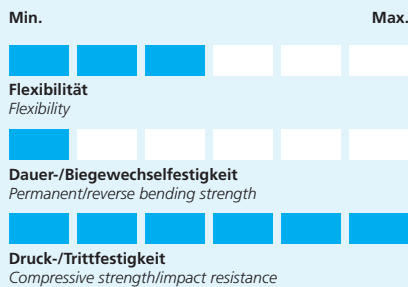 Min. Max.
Flexibilität
Flexibility
Dauer-/Biegewechselfestigkeit
Permanent/reverse bending strength
Druck-/Trittfestigkeit
Compressive strength/impact resistance